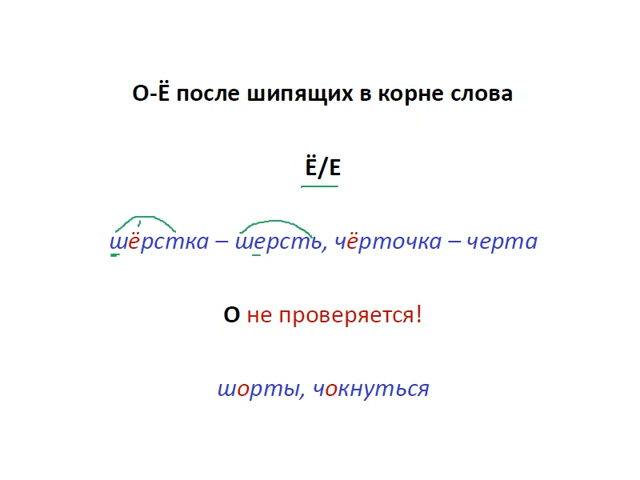 О-Ё после шипящих в корне слова
Ё/Е
шёрстка – шерсть, чёрточка – черта
О не проверяется!
шорты, чокнуться